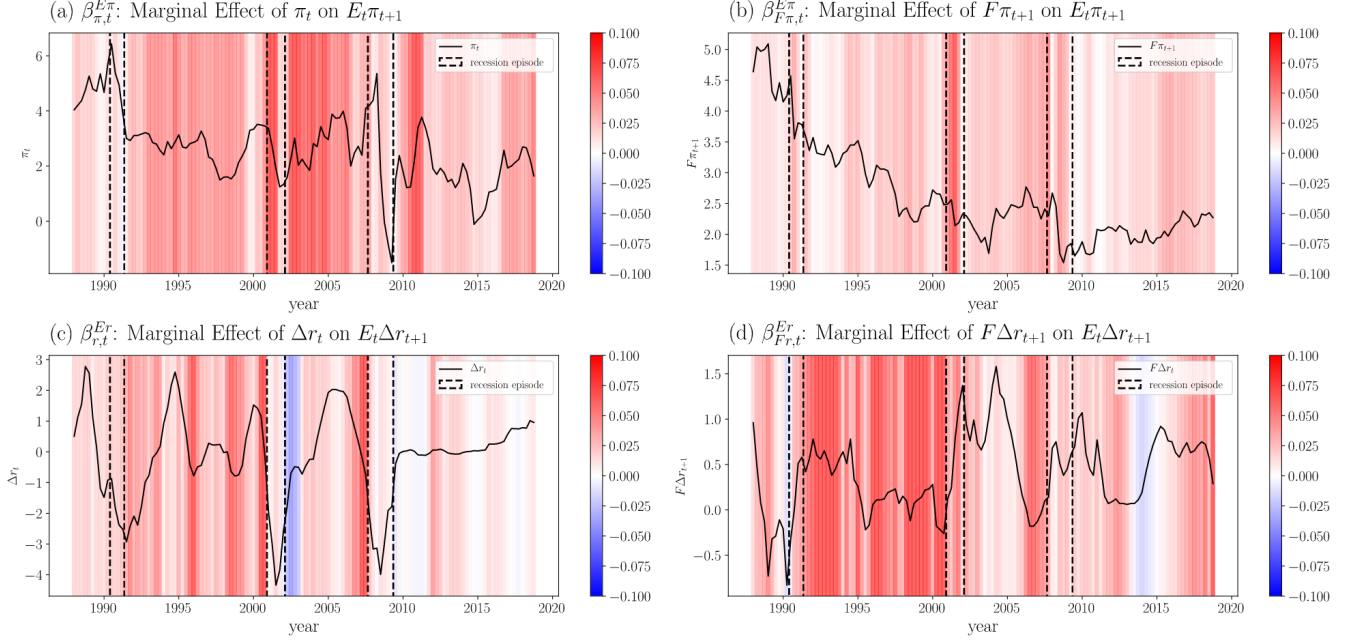 (a) β^{Eπ}_{π,t}: Marginal Effect of π_t on E_tπ_{t+1}
π_t
recession episode
6
4
2
0
π_t
1990 1995 2000 2005 2010 2015 2020
year
0.100
0.075
0.050
0.025
0.000
−0.025
−0.050
−0.075
−0.100
(b) β^{Eπ}_{Fπ,t}: Marginal Effect of Fπ_{t+1} on E_tπ_{t+1}
Fπ_{t+1}
recession episode
5.0
4.5
4.0
3.5
3.0
2.5
2.0
1.5
Fπ_{t+1}
1990 1995 2000 2005 2010 2015 2020
year
0.100
0.075
0.050
0.025
0.000
−0.025
−0.050
−0.075
−0.100
(c) β^{Er}_{r,t}: Marginal Effect of Δr_t on E_tΔr_{t+1}
Δr_t
recession episode
3
2
1
0
−1
−2
−3
−4
Δr_t
1990 1995 2000 2005 2010 2015 2020
year
0.100
0.075
0.050
0.025
0.000
−0.025
−0.050
−0.075
−0.100
(d) β^{Er}_{Fr,t}: Marginal Effect of FΔr_{t+1} on E_tΔr_{t+1}
FΔr_t
recession episode
1.5
1.0
0.5
0.0
−0.5
FΔr_{t+1}
1990 1995 2000 2005 2010 2015 2020
year
0.100
0.075
0.050
0.025
0.000
−0.025
−0.050
−0.075
−0.100